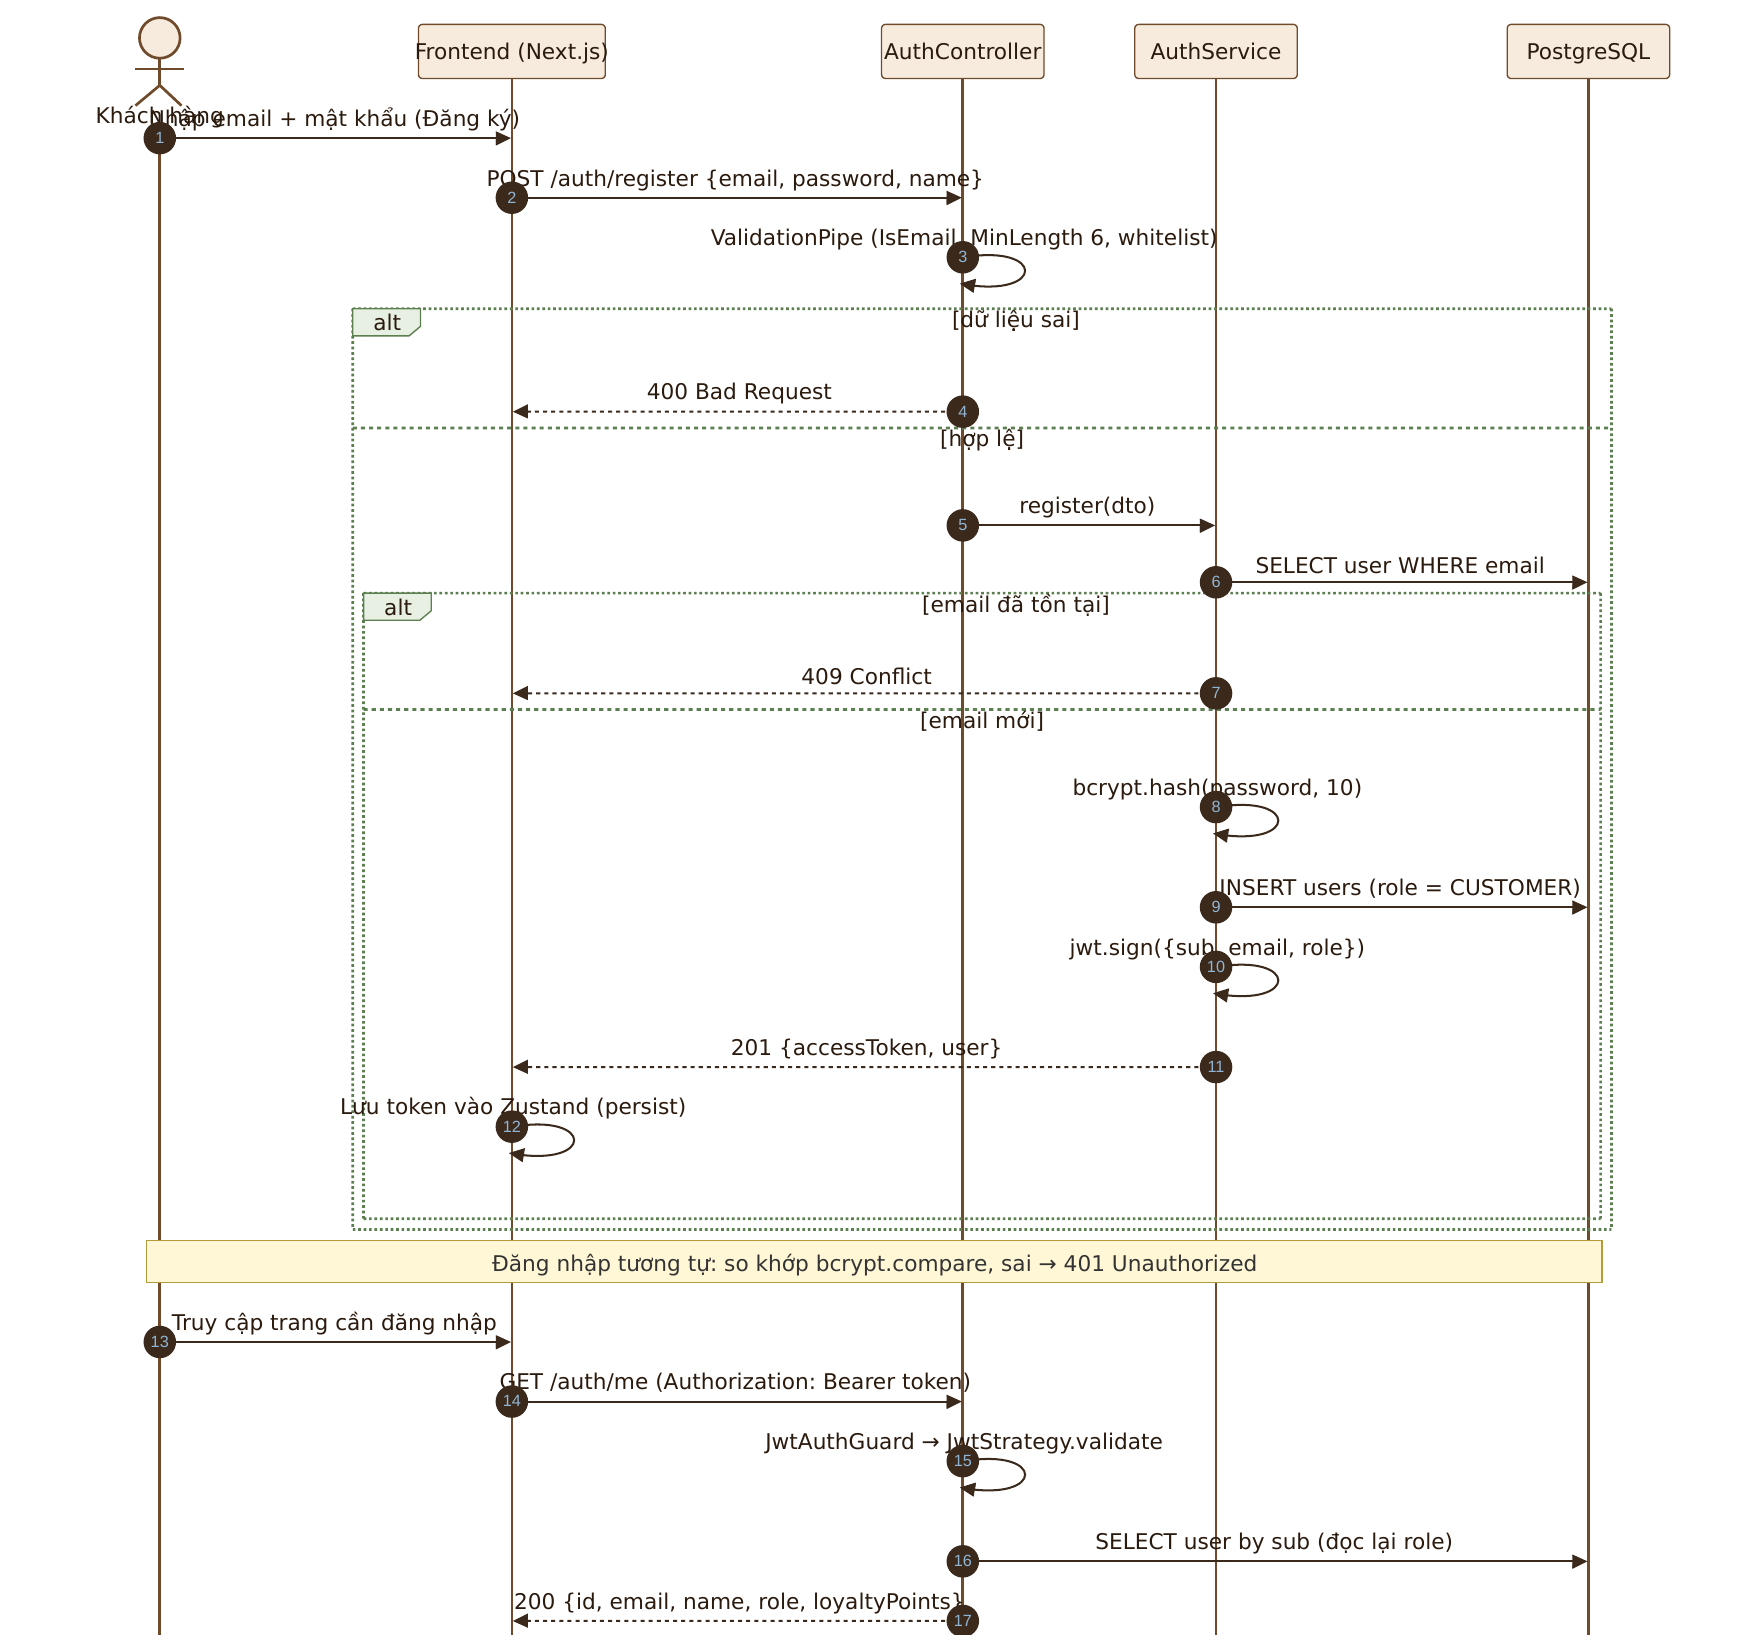 Frontend (Next.js)
AuthController
AuthService
PostgreSQL
Khách hàng
Nhập email + mật khẩu (Đăng ký)
1
POST /auth/register {email, password, name}
2
ValidationPipe (IsEmail, MinLength 6, whitelist)
3
alt
[dữ liệu sai]
400 Bad Request
4
[hợp lệ]
register(dto)
5
SELECT user WHERE email
6
alt
[email đã tồn tại]
409 Conflict
7
[email mới]
bcrypt.hash(password, 10)
8
INSERT users (role = CUSTOMER)
9
jwt.sign({sub, email, role})
10
201 {accessToken, user}
11
Lưu token vào Zustand (persist)
12
Đăng nhập tương tự: so khớp bcrypt.compare, sai → 401 Unauthorized
Truy cập trang cần đăng nhập
13
GET /auth/me (Authorization: Bearer token)
14
JwtAuthGuard → JwtStrategy.validate
15
SELECT user by sub (đọc lại role)
16
200 {id, email, name, role, loyaltyPoints}
17